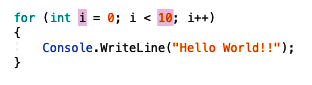 for (int i = 0; i < 10; i++)
{
    Console.WriteLine("Hello World!!");
}